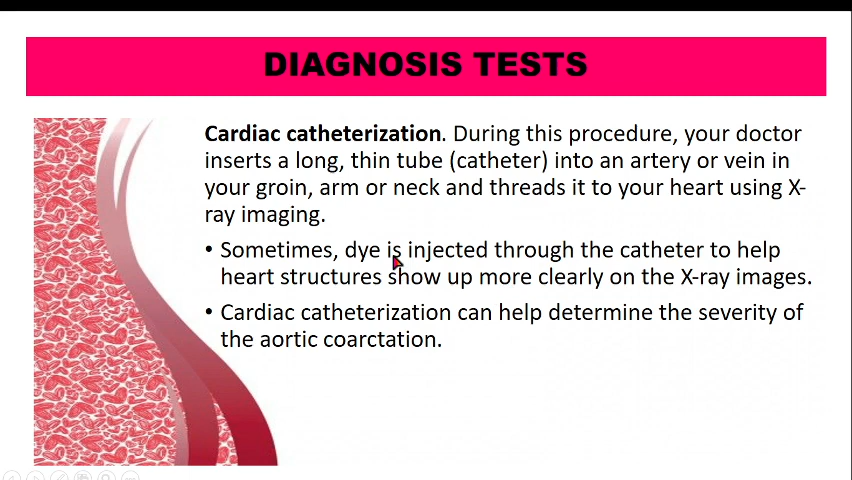 DIAGNOSIS TESTS
Cardiac catheterization. During this procedure, your doctor
inserts a long, thin tube (catheter) into an artery or vein in
your groin, arm or neck and threads it to your heart using X-
ray imaging.
• Sometimes, dye is injected through the catheter to help
heart structures show up more clearly on the X-ray images.
• Cardiac catheterization can help determine the severity of
the aortic coarctation.